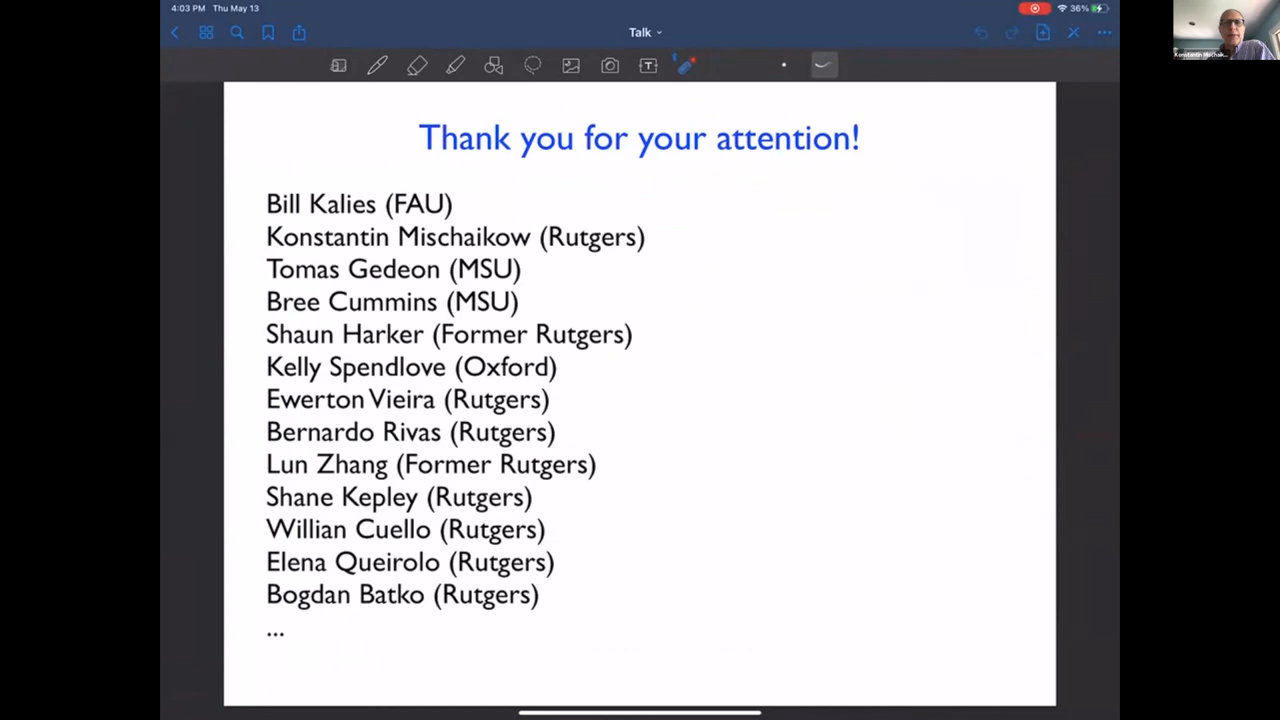 4:03 PM Thu May 13
36%
Talk
T
Thank you for your attention!
Bill Kalies (FAU)
Konstantin Mischaikow (Rutgers)
Tomas Gedeon (MSU)
Bree Cummins (MSU)
Shaun Harker (Former Rutgers)
Kelly Spendlove (Oxford)
Ewerton Vieira (Rutgers)
Bernardo Rivas (Rutgers)
Lun Zhang (Former Rutgers)
Shane Kepley (Rutgers)
Willian Cuello (Rutgers)
Elena Queirolo (Rutgers)
Bogdan Batko (Rutgers)
...
Konstantin Mischaik...